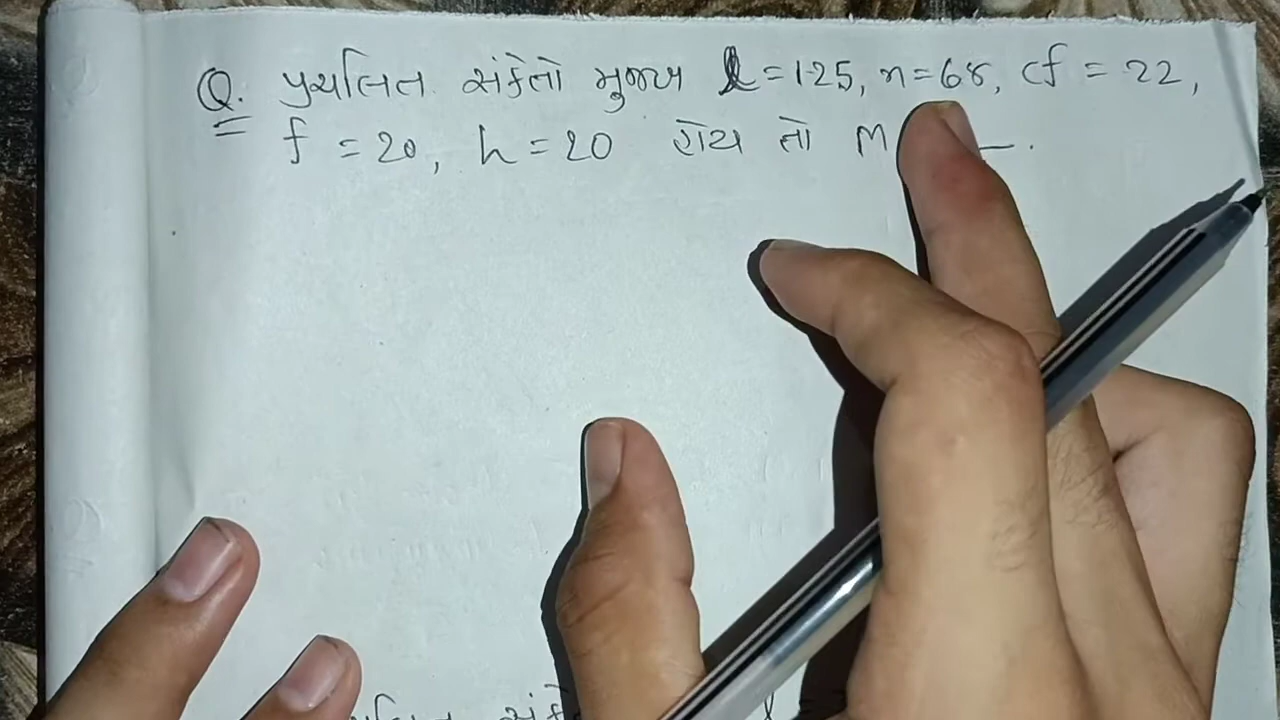 Q. પ્રચલિત સંકેતો મુજબ l = 125, n = 68, cf = 22,
f = 20, h = 20 હોય તો M